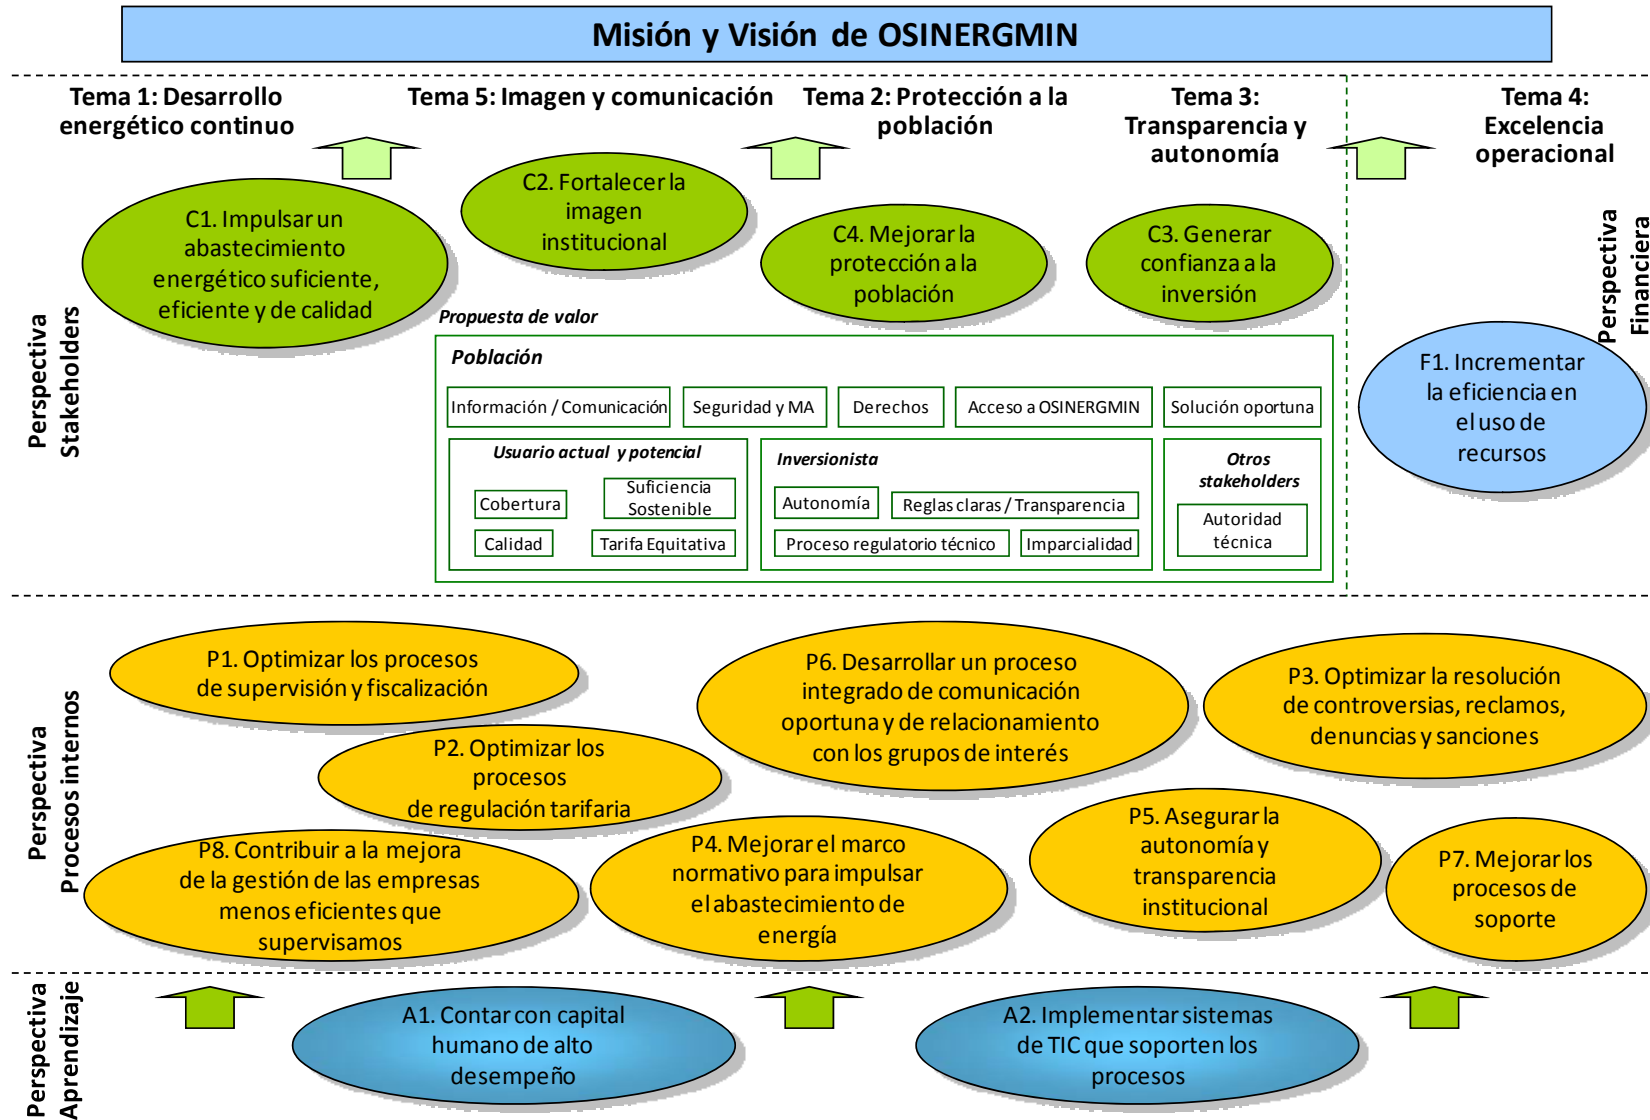 Misión y Visión de OSINERGMIN
Tema 1: Desarrollo
energético continuo
Tema 5: Imagen y comunicación
Tema 2: Protección a la
población
Tema 3:
Transparencia y
autonomía
Tema 4:
Excelencia
operacional
Perspectiva
Stakeholders
C1. Impulsar un
abastecimiento
energético suficiente,
eficiente y de calidad
C2. Fortalecer la
imagen
institucional
C4. Mejorar la
protección a la
población
C3. Generar
confianza a la
inversión
Perspectiva
Financiera
F1. Incrementar
la eficiencia en
el uso de
recursos
Propuesta de valor
Población
Información / Comunicación
Seguridad y MA
Derechos
Acceso a OSINERGMIN
Solución oportuna
Usuario actual y potencial
Cobertura
Suficiencia
Sostenible
Calidad
Tarifa Equitativa
Inversionista
Autonomía
Reglas claras / Transparencia
Proceso regulatorio técnico
Imparcialidad
Otros
stakeholders
Autoridad
técnica
Perspectiva
Procesos internos
P1. Optimizar los procesos
de supervisión y fiscalización
P2. Optimizar los
procesos
de regulación tarifaria
P6. Desarrollar un proceso
integrado de comunicación
oportuna y de relacionamiento
con los grupos de interés
P3. Optimizar la resolución
de controversias, reclamos,
denuncias y sanciones
P8. Contribuir a la mejora
de la gestión de las empresas
menos eficientes que
supervisamos
P4. Mejorar el marco
normativo para impulsar
el abastecimiento de
energía
P5. Asegurar la
autonomía y
transparencia
institucional
P7. Mejorar los
procesos de
soporte
Perspectiva
Aprendizaje
A1. Contar con capital
humano de alto
desempeño
A2. Implementar sistemas
de TIC que soporten los
procesos